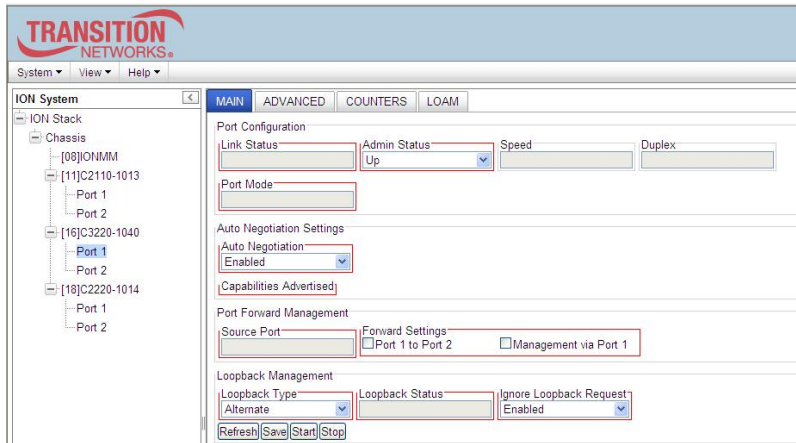 TRANSITION
NETWORKS®
System View Help
ION System
ION Stack
Chassis
[08]IONMM
[11]C2110-1013
Port 1
Port 2
[16]C3220-1040
Port 1
Port 2
[18]C2220-1014
Port 1
Port 2
MAIN ADVANCED COUNTERS LOAM
Port Configuration
Link Status Admin Status Speed Duplex
Up
Port Mode
Auto Negotiation Settings
Auto Negotiation
Enabled
Capabilities Advertised
Port Forward Management
Source Port Forward Settings
Port 1 to Port 2 Management via Port 1
Loopback Management
Loopback Type Loopback Status Ignore Loopback Request
Alternate Enabled
Refresh Save Start Stop